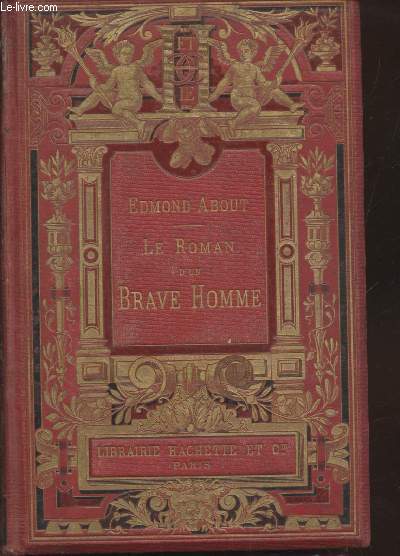 Le-livre.com
EDMOND ABOUT
LE ROMAN
D'UN
BRAVE HOMME
LIBRAIRIE HACHETTE ET CIE
PARIS